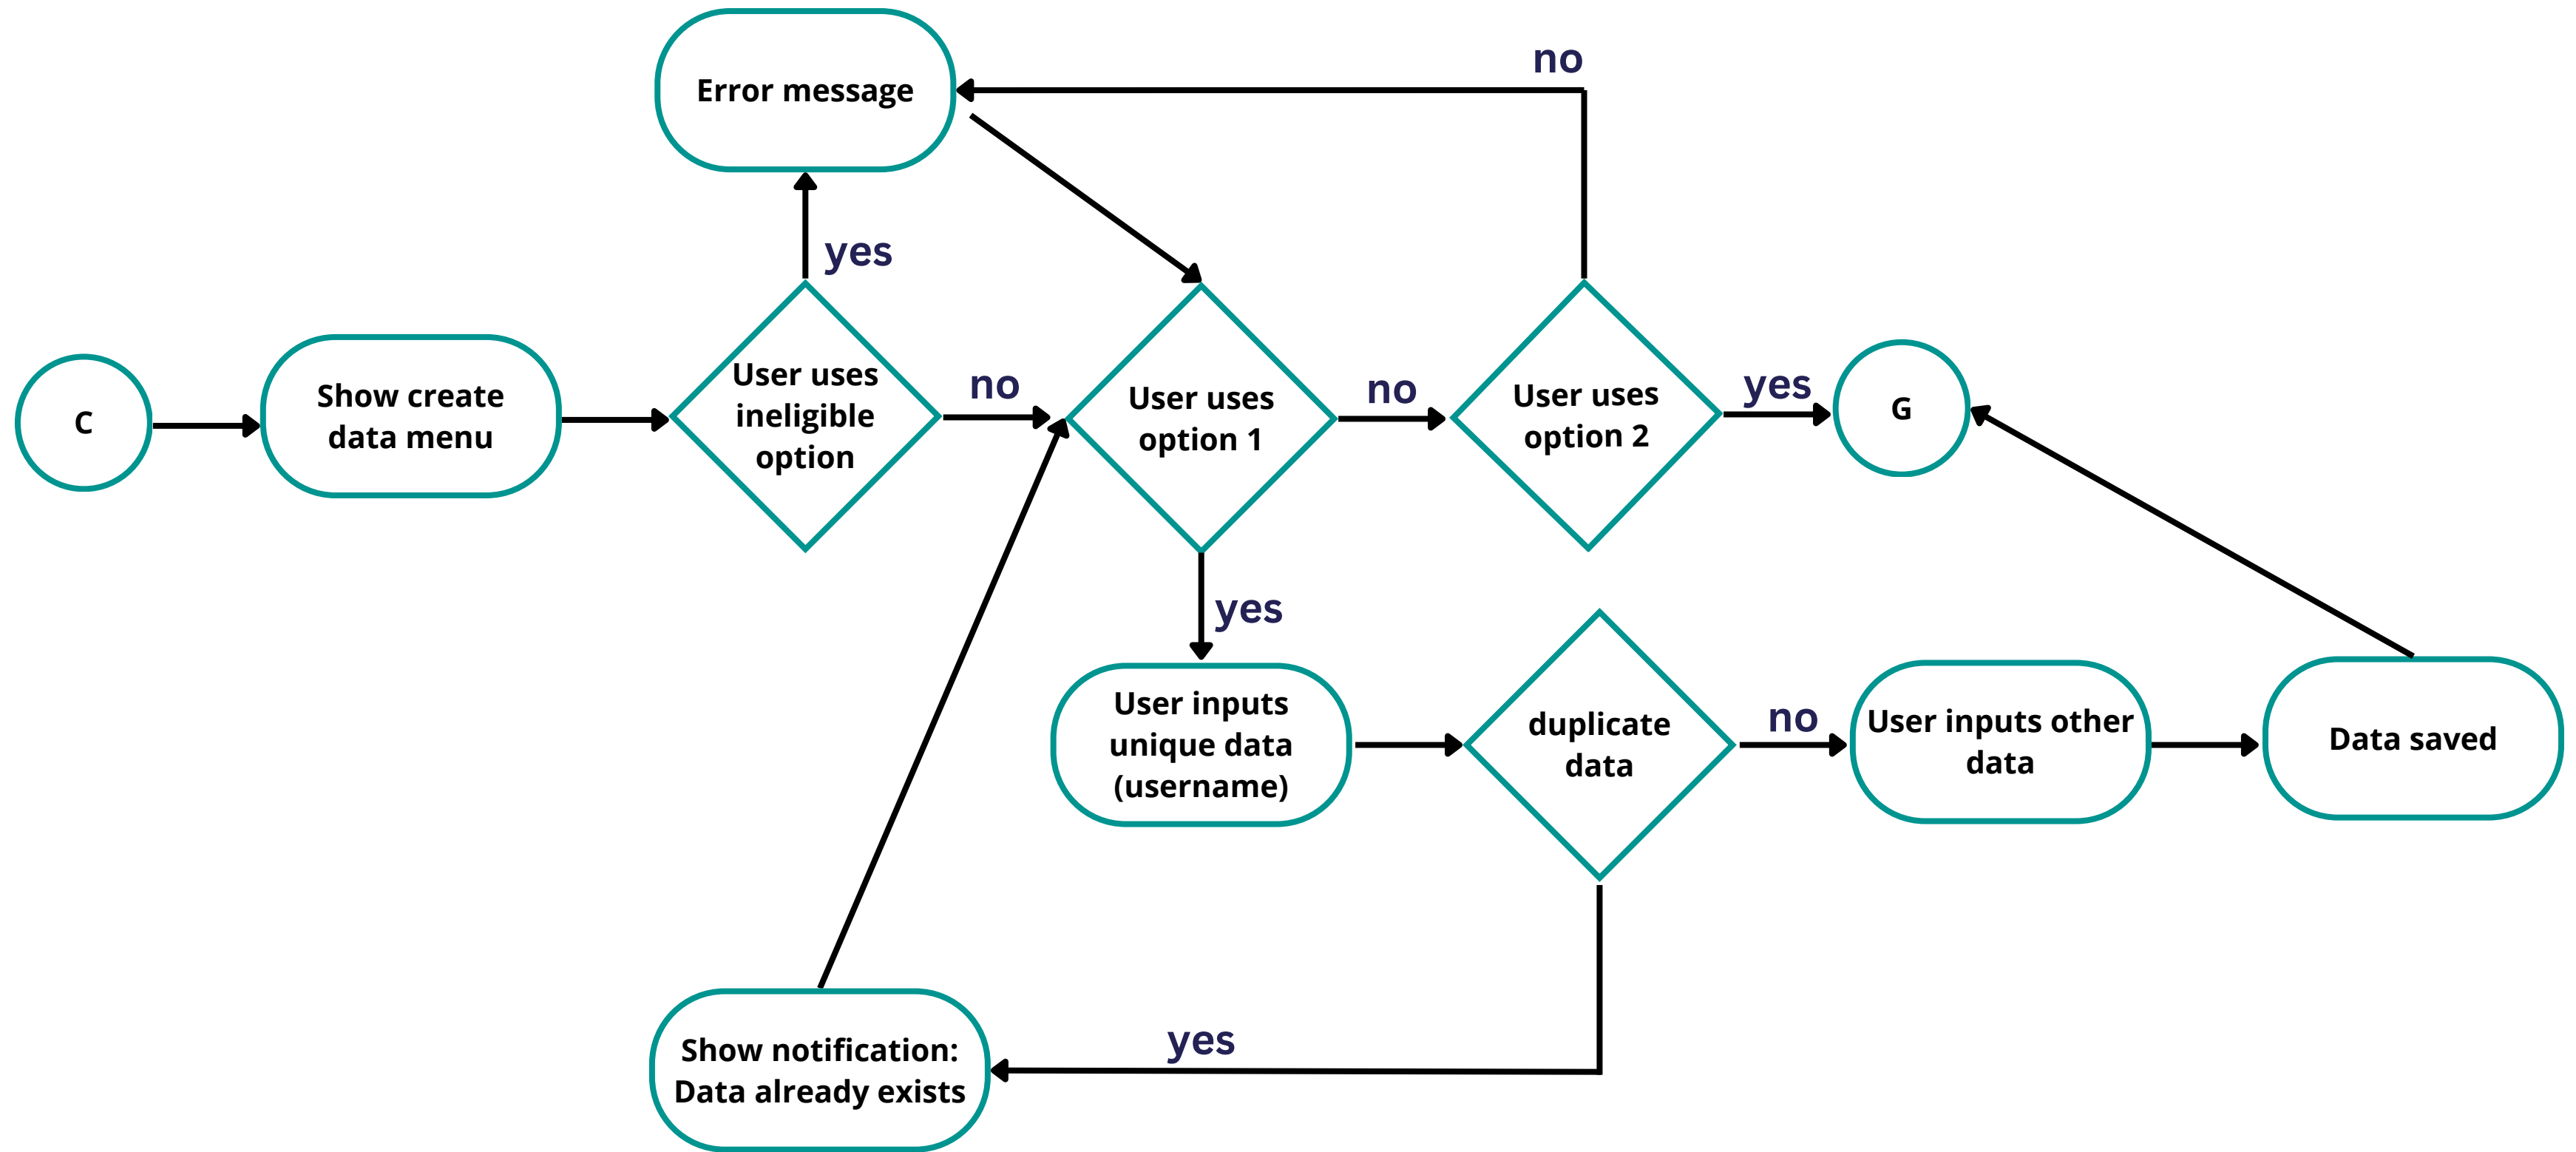 Error message
no
yes
C
Show create
data menu
User uses
ineligible
option
no
User uses
option 1
no
User uses
option 2
yes
G
yes
User inputs
unique data
(username)
duplicate
data
no
User inputs other
data
Data saved
yes
Show notification:
Data already exists